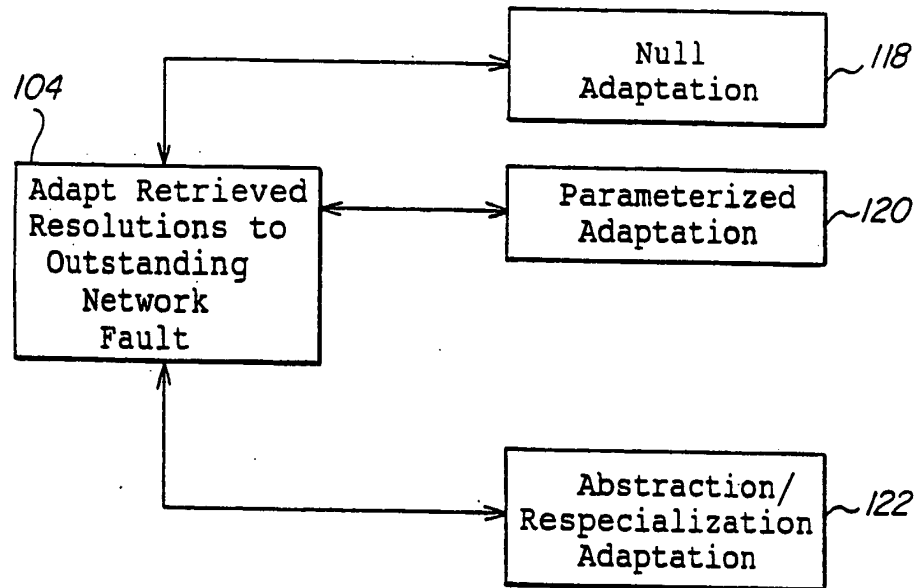 104
Adapt Retrieved
Resolutions to
Outstanding
Network
Fault
Null
Adaptation
118
Parameterized
Adaptation
120
Abstraction/
Respecialization
Adaptation
122